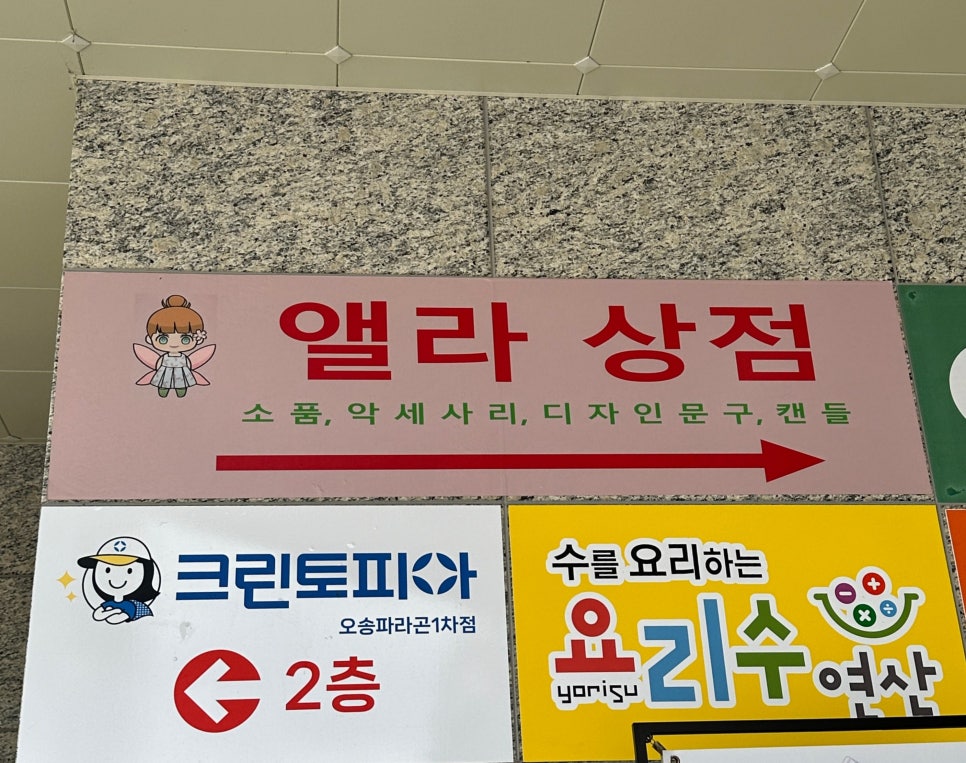 앨라 상점
소 품, 악 세 사 리, 디 자 인 문 구, 캔 들
크린토피아
오송파라곤1차점
2층
수를 요리하는
요리수
yorisu
연산